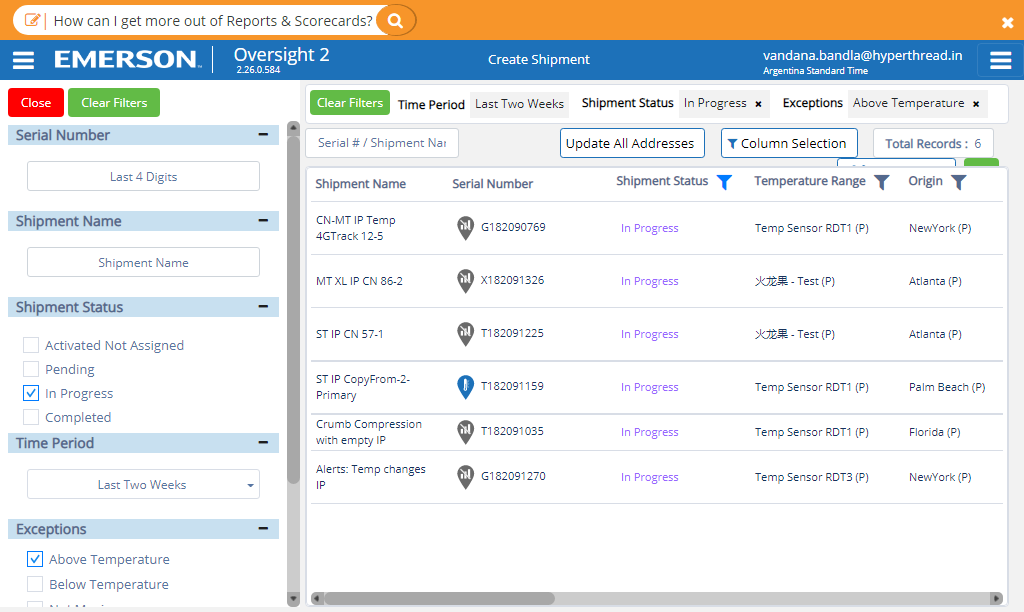 How can I get more out of Reports & Scorecards?
EMERSON
Oversight 2
2.26.0.584
Create Shipment
vandana.bandla@hyperthread.in
Argentina Standard Time
Close
Clear Filters
Serial Number
Last 4 Digits
Shipment Name
Shipment Name
Shipment Status
Activated Not Assigned
Pending
In Progress
Completed
Time Period
Last Two Weeks
Exceptions
Above Temperature
Below Temperature
Clear Filters
Time Period
Last Two Weeks
Shipment Status
In Progress ×
Exceptions
Above Temperature ×
Serial # / Shipment Nar
Update All Addresses
Column Selection
Total Records : 6
Shipment Name Serial Number Shipment Status Temperature Range Origin
CN-MT IP Temp
4GTrack 12-5
G182090769 In Progress Temp Sensor RDT1 (P) NewYork (P)
MT XL IP CN 86-2 X182091326 In Progress 火龙果 - Test (P) Atlanta (P)
ST IP CN 57-1 T182091225 In Progress 火龙果 - Test (P) Atlanta (P)
ST IP CopyFrom-2-
Primary
T182091159 In Progress Temp Sensor RDT1 (P) Palm Beach (P)
Crumb Compression
with empty IP
T182091035 In Progress Temp Sensor RDT1 (P) Florida (P)
Alerts: Temp changes
IP
G182091270 In Progress Temp Sensor RDT3 (P) NewYork (P)